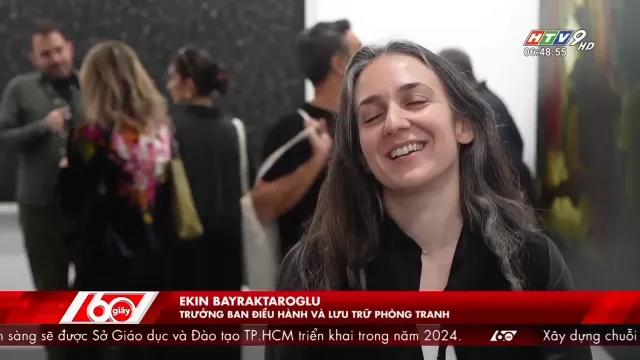 HTV9 HD
06:48:55
60 giây
EKIN BAYRAKTAROGLU
TRƯỞNG BAN ĐIỀU HÀNH VÀ LƯU TRỮ PHÒNG TRANH
n sàng sẽ được Sở Giáo dục và Đào tạo TP.HCM triển khai trong năm 2024. 60 Xây dựng chuỗi